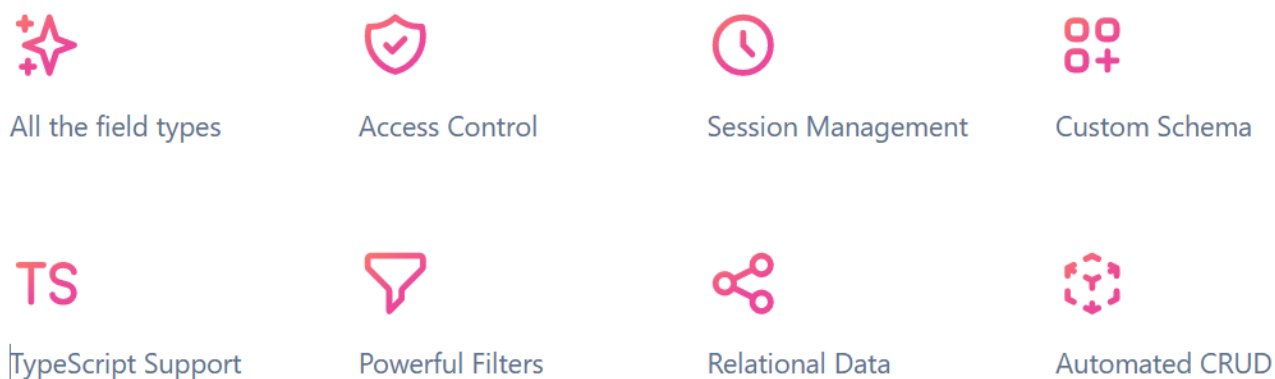 All the field types
Access Control
Session Management
Custom Schema
TS
TypeScript Support
Powerful Filters
Relational Data
Automated CRUD